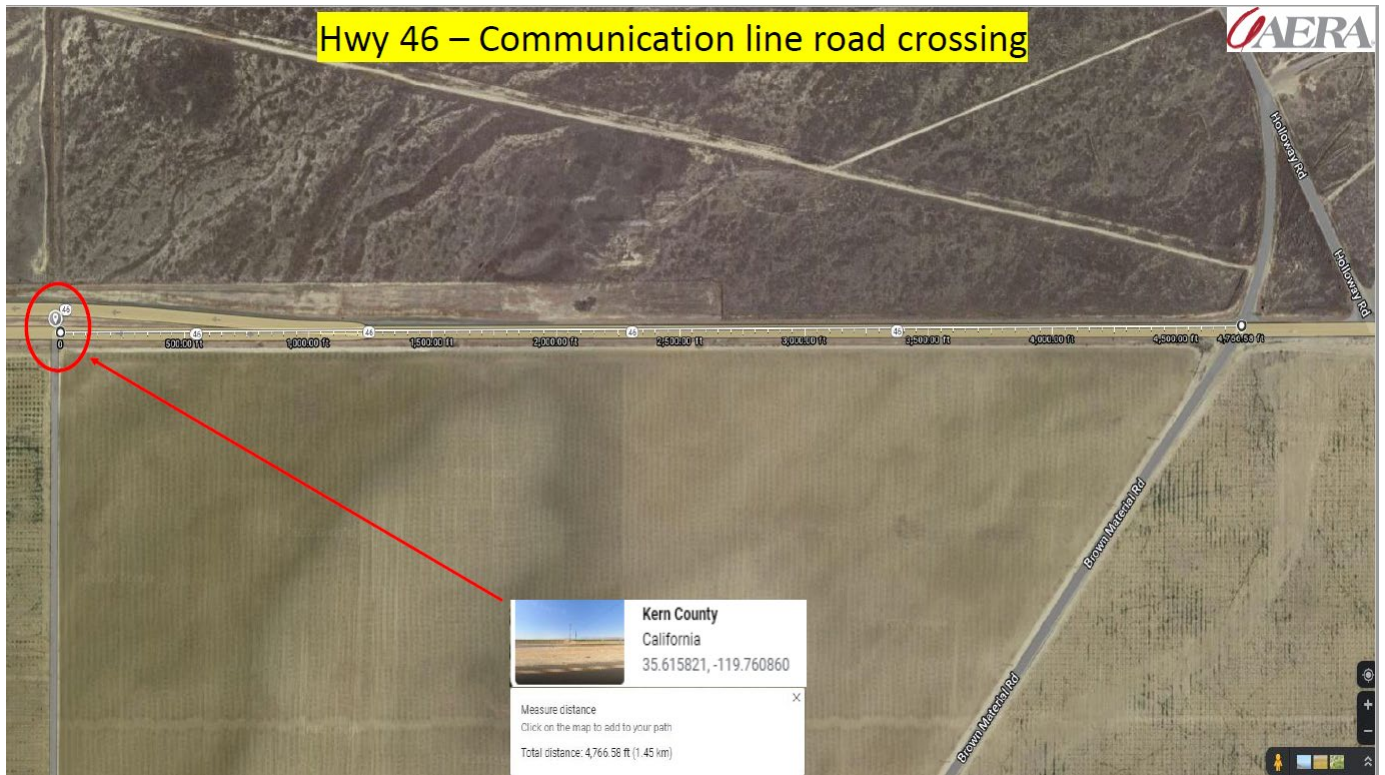 Hwy 46 – Communication line road crossing
AERA
Holloway Rd
Holloway Rd
46
46
46
46
46
0
500.00 ft
1,000.00 ft
1,500.00 ft
2,000.00 ft
2,500.00 ft
3,000.00 ft
3,500.00 ft
4,000.00 ft
4,500.00 ft
4,766.58 ft
Brown Material Rd
Brown Material Rd
Kern County
California
35.615821, -119.760860
Measure distance
Click on the map to add to your path
Total distance: 4,766.58 ft (1.45 km)